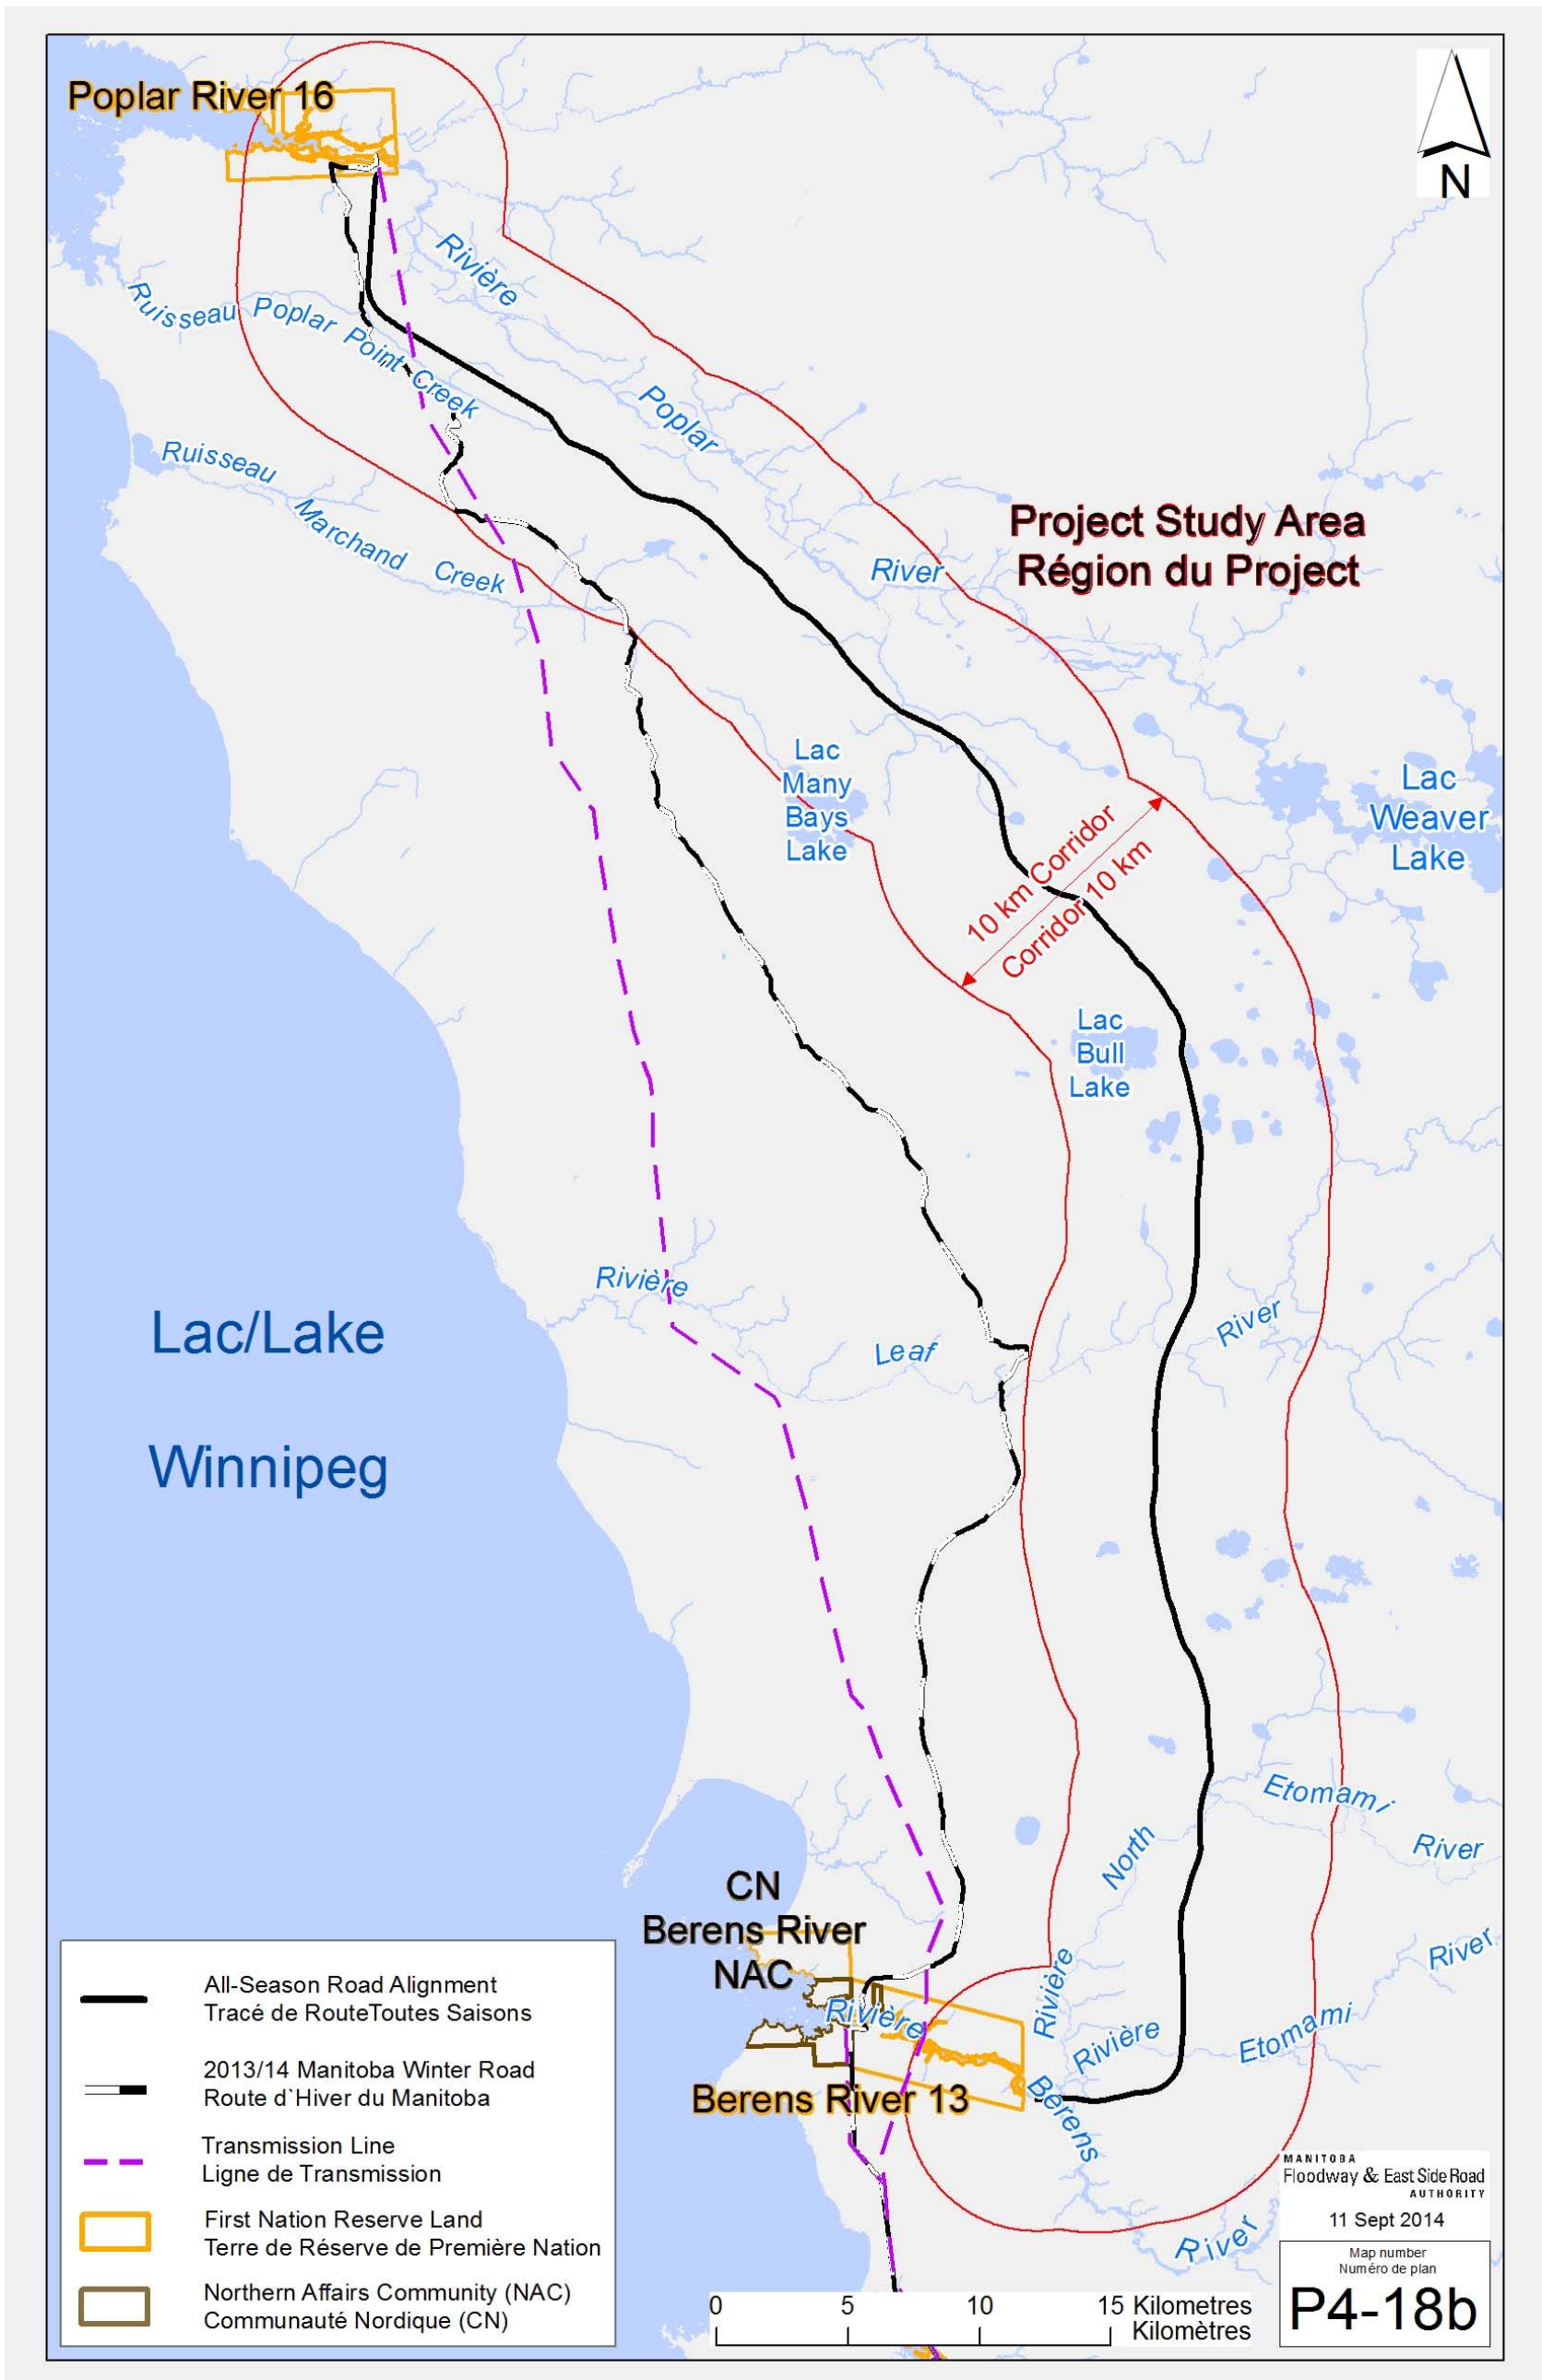 Poplar River 16
N
Rivière
Ruisseau Poplar Point Creek
Poplar
Ruisseau
Marchand Creek
River
Project Study Area
Région du Project
Lac
Many
Bays
Lake
Lac
Weaver
Lake
10 km Corridor
Corridor 10 km
Lac
Bull
Lake
Rivière
Leaf
River
Lac/Lake
Winnipeg
Etomami
River
North
Rivière
CN
Berens River
NAC
Rivière
Rivière
Etomami
River
Berens River 13
Berens
River
All-Season Road Alignment
Tracé de RouteToutes Saisons
2013/14 Manitoba Winter Road
Route d`Hiver du Manitoba
Transmission Line
Ligne de Transmission
First Nation Reserve Land
Terre de Réserve de Première Nation
Northern Affairs Community (NAC)
Communauté Nordique (CN)
0 5 10 15 Kilometres
Kilomètres
MANITOBA
Floodway & East Side Road
AUTHORITY
11 Sept 2014
Map number
Numéro de plan
P4-18b